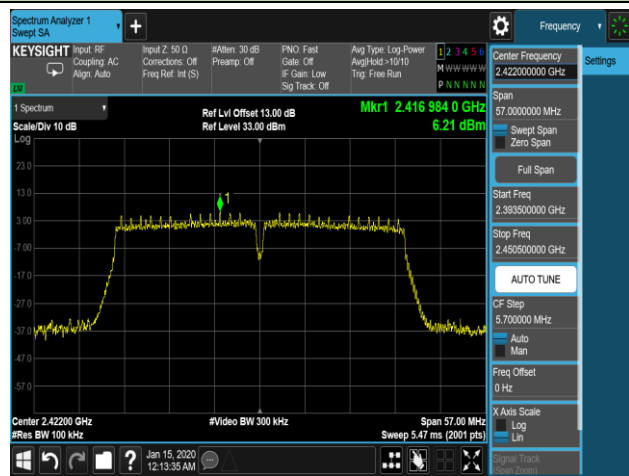 Spectrum Analyzer 1
Swept SA
Frequency
KEYSIGHT Input: RF
Coupling: AC
Align: Auto
Input Z: 50 Ω
Corrections: Off
Freq Ref: Int (S)
#Atten: 30 dB
Preamp: Off
PNO: Fast
Gate: Off
IF Gain: Low
Sig Track: Off
Avg Type: Log-Power
Avg|Hold:>10/10
Trig: Free Run
1 2 3 4 5 6
M W W W W W
P N N N N N
Settings
Center Frequency
2.422000000 GHz
Span
57.0000000 MHz
Swept Span
Zero Span
Full Span
Start Freq
2.393500000 GHz
Stop Freq
2.450500000 GHz
AUTO TUNE
CF Step
5.700000 MHz
Auto
Man
Freq Offset
0 Hz
X Axis Scale
Log
Lin
Signal Track
(Span Zoom)
1 Spectrum
Scale/Div 10 dB
Log
Ref Lvl Offset 13.00 dB
Ref Level 33.00 dBm
Mkr1 2.416 984 0 GHz
6.21 dBm
23.0
13.0
3.00
-7.00
-17.0
-27.0
-37.0
-47.0
-57.0
1
Center 2.42200 GHz
#Res BW 100 kHz
#Video BW 300 kHz
Span 57.00 MHz
Sweep 5.47 ms (2001 pts)
?
Jan 15, 2020
12:13:35 AM